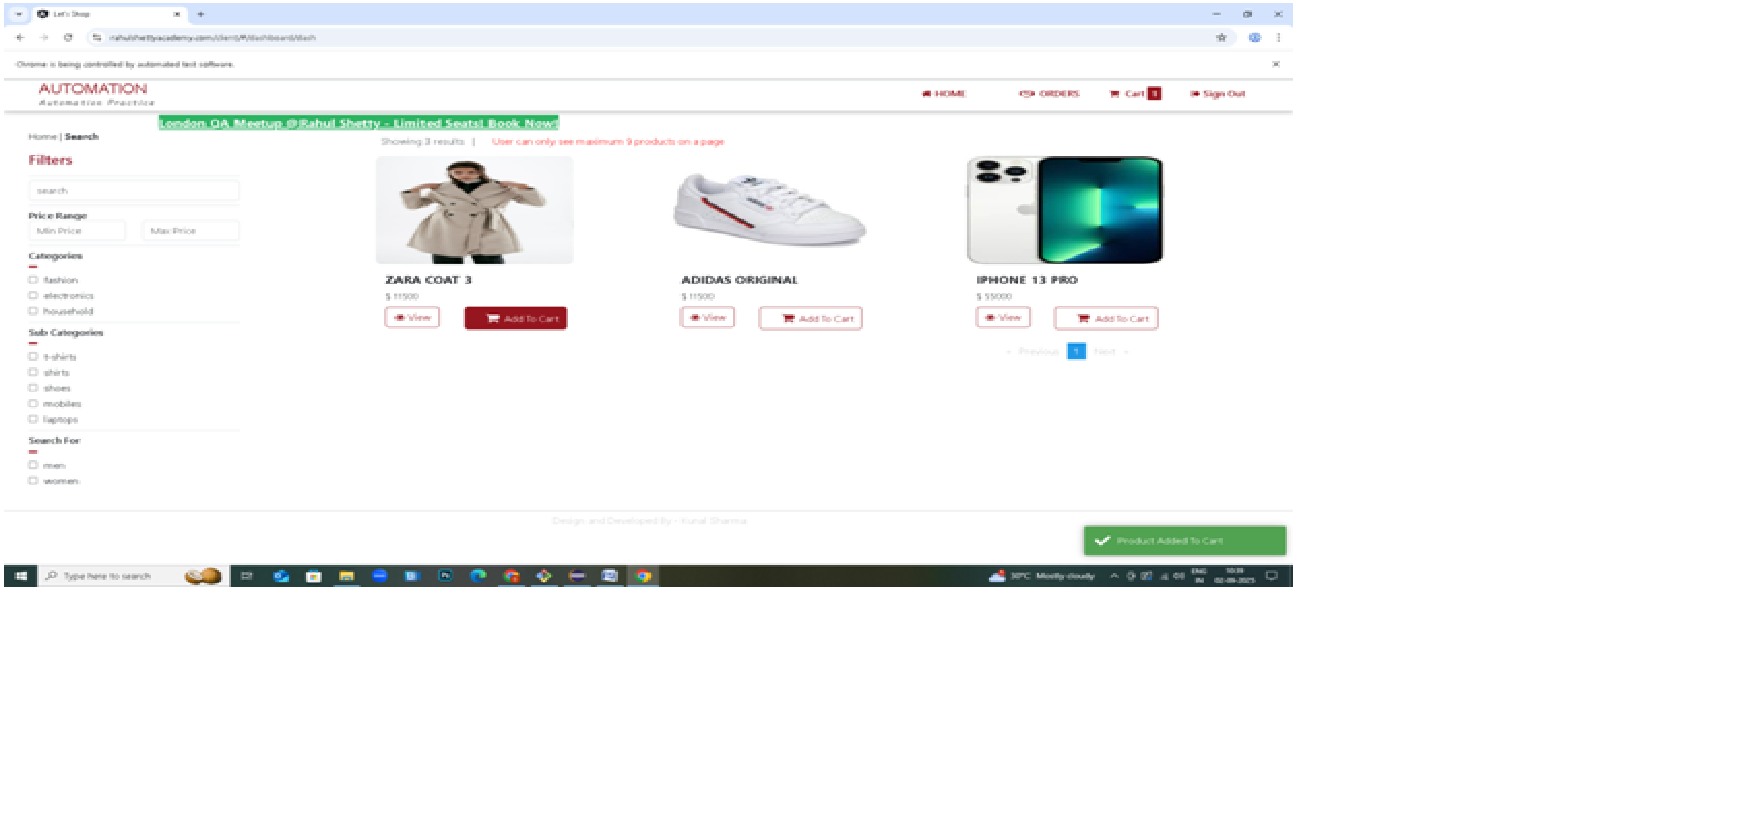 Let's Shop
rahulshettyacademy.com/client/#/dashboard/dash
Chrome is being controlled by automated test software.
AUTOMATION
Automation Practice
HOME
ORDERS
Cart 1
Sign Out
London QA Meetup @Rahul Shetty - Limited Seats! Book Now!
Home | Search
Showing 3 results |
User can only see maximum 9 products on a page
Filters
search
Price Range
Min Price
Max Price
Categories
fashion
electronics
household
Sub Categories
t-shirts
shirts
shoes
mobiles
laptops
Search For
men
women
ZARA COAT 3
$ 11500
View
Add To Cart
ADIDAS ORIGINAL
$ 11500
View
Add To Cart
IPHONE 13 PRO
$ 55000
View
Add To Cart
« Previous 1 Next »
Design and Developed By - Kunal Sharma
Product Added To Cart
Type here to search
30°C Mostly cloudy
ENG
IN
10:39
02-09-2025